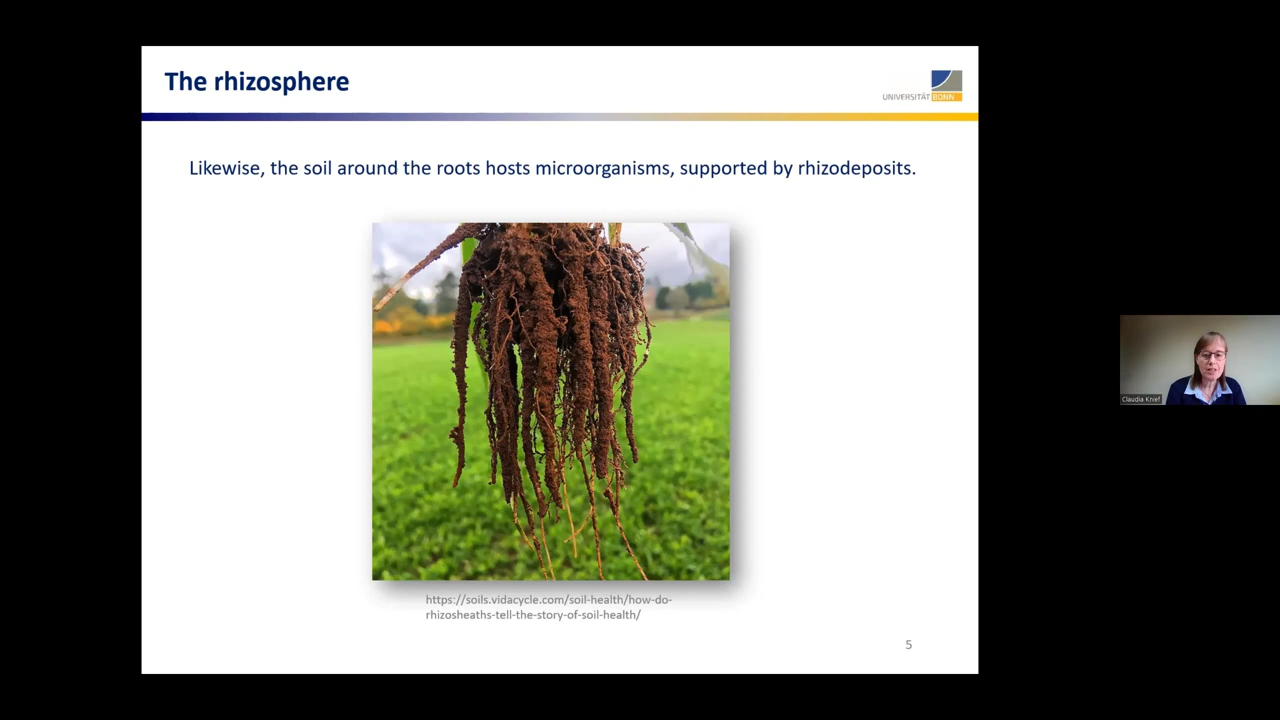 The rhizosphere
UNIVERSITÄT BONN
Likewise, the soil around the roots hosts microorganisms, supported by rhizodeposits.
https://soils.vidacycle.com/soil-health/how-do-
rhizosheaths-tell-the-story-of-soil-health/
5
Claudia Knief